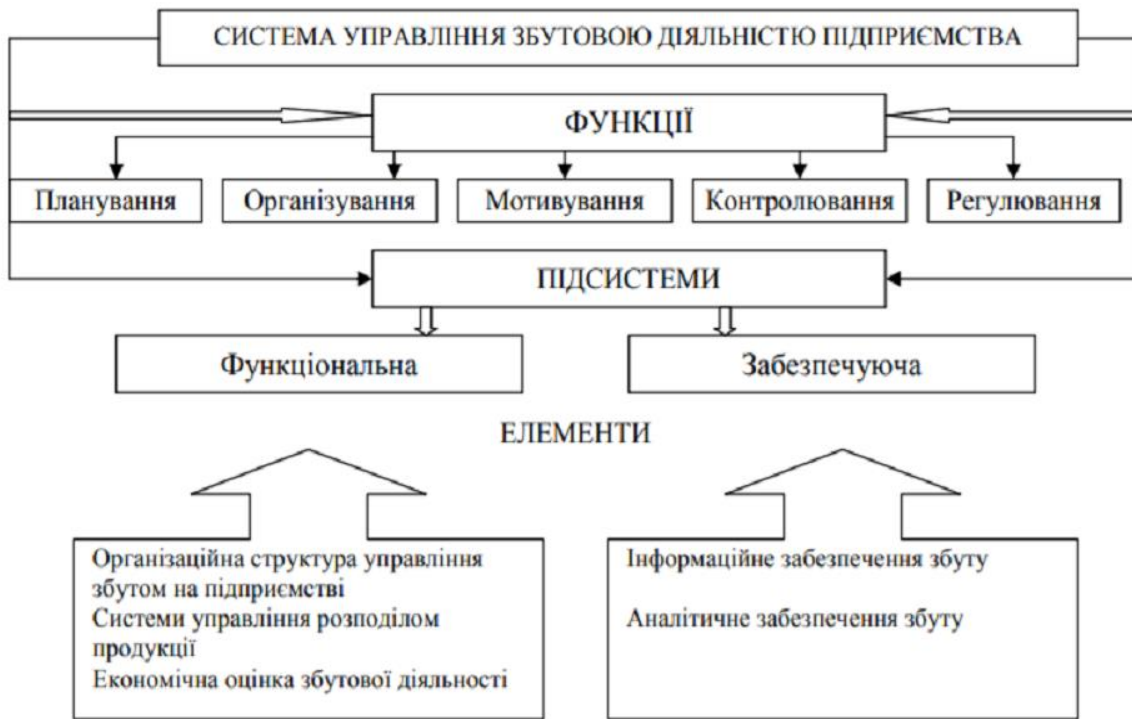 СИСТЕМА УПРАВЛІННЯ ЗБУТОВОЮ ДІЯЛЬНІСТЮ ПІДПРИЄМСТВА
ФУНКЦІЇ
Планування
Організування
Мотивування
Контролювання
Регулювання
ПІДСИСТЕМИ
Функціональна
Забезпечуюча
ЕЛЕМЕНТИ
Організаційна структура управління
збутом на підприємстві
Системи управління розподілом
продукції
Економічна оцінка збутової діяльності
Інформаційне забезпечення збуту
Аналітичне забезпечення збуту